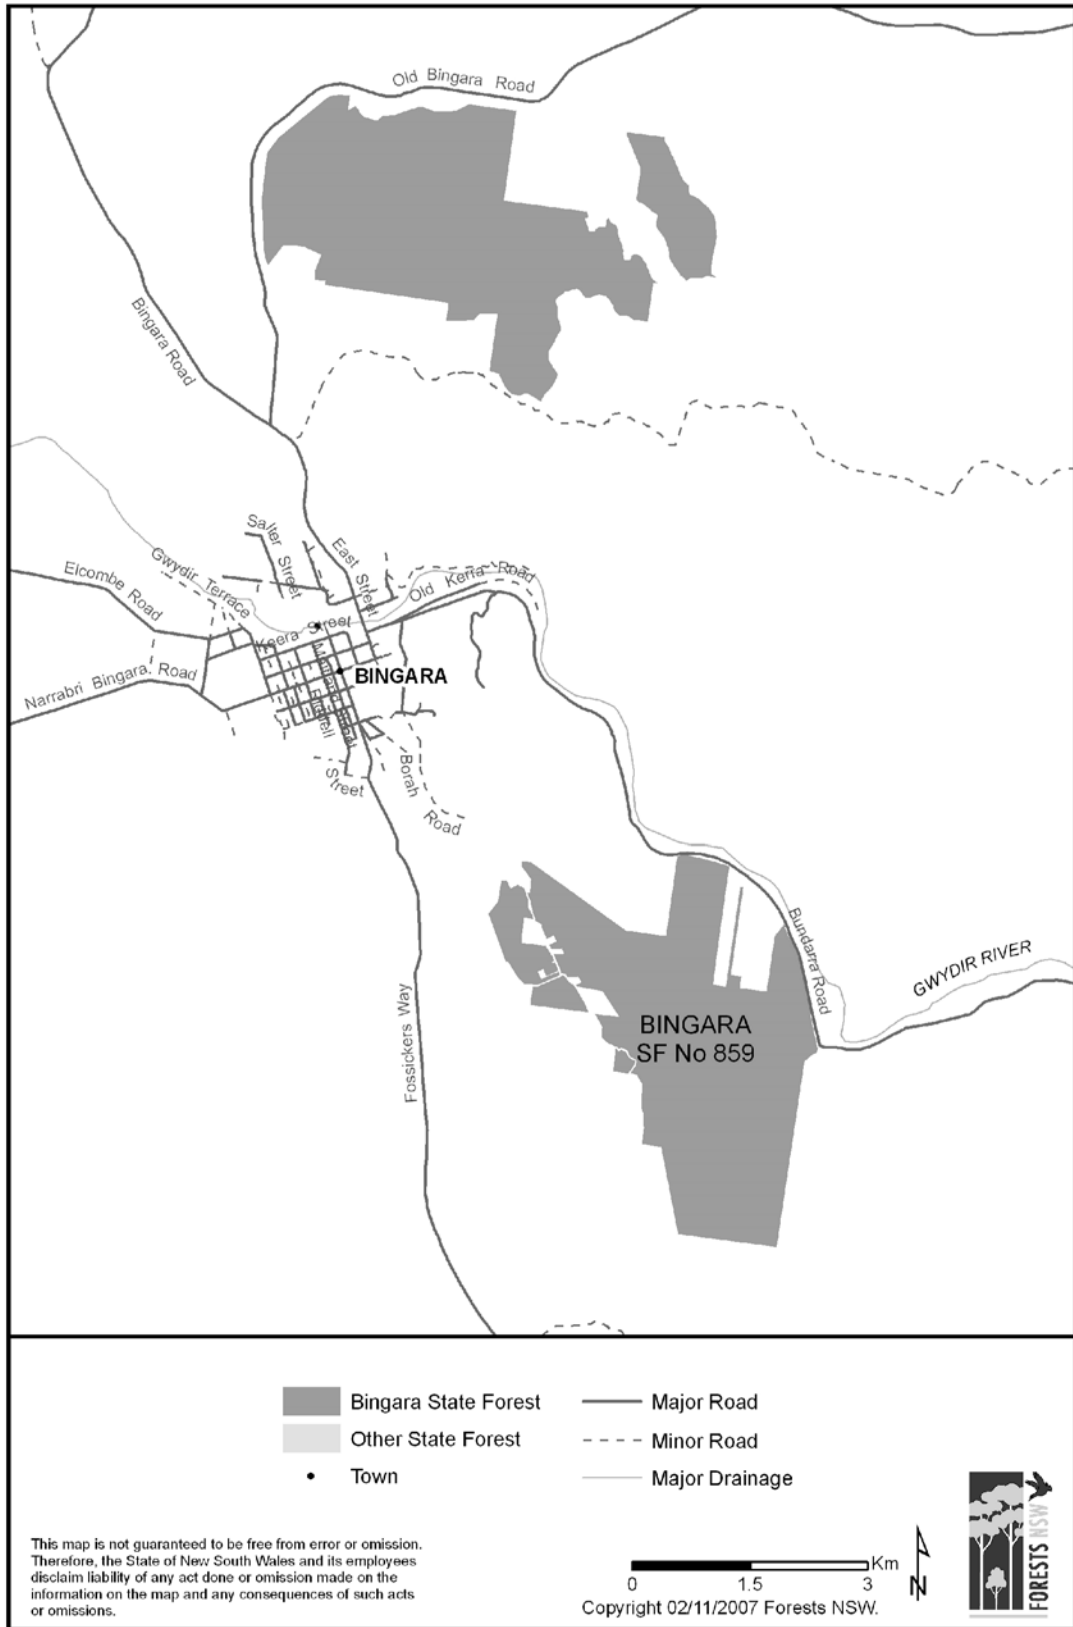 Old Bingara Road
Bingara Road
Salter Street
East Street
Gwydir Terrace
Elcombe Road
Old Kerra Road
Keera Street
Narrabri Bingara Road
BINGARA
Maitland Street
Riddell
Street
Borah
Road
Bundarra Road
GWYDIR RIVER
Fossickers Way
BINGARA
SF No 859
Bingara State Forest
Other State Forest
Town
Major Road
Minor Road
Major Drainage
This map is not guaranteed to be free from error or omission.
Therefore, the State of New South Wales and its employees
disclaim liability of any act done or omission made on the
information on the map and any consequences of such acts
or omissions.
Km
0 1.5 3
Copyright 02/11/2007 Forests NSW.
N
FORESTS NSW